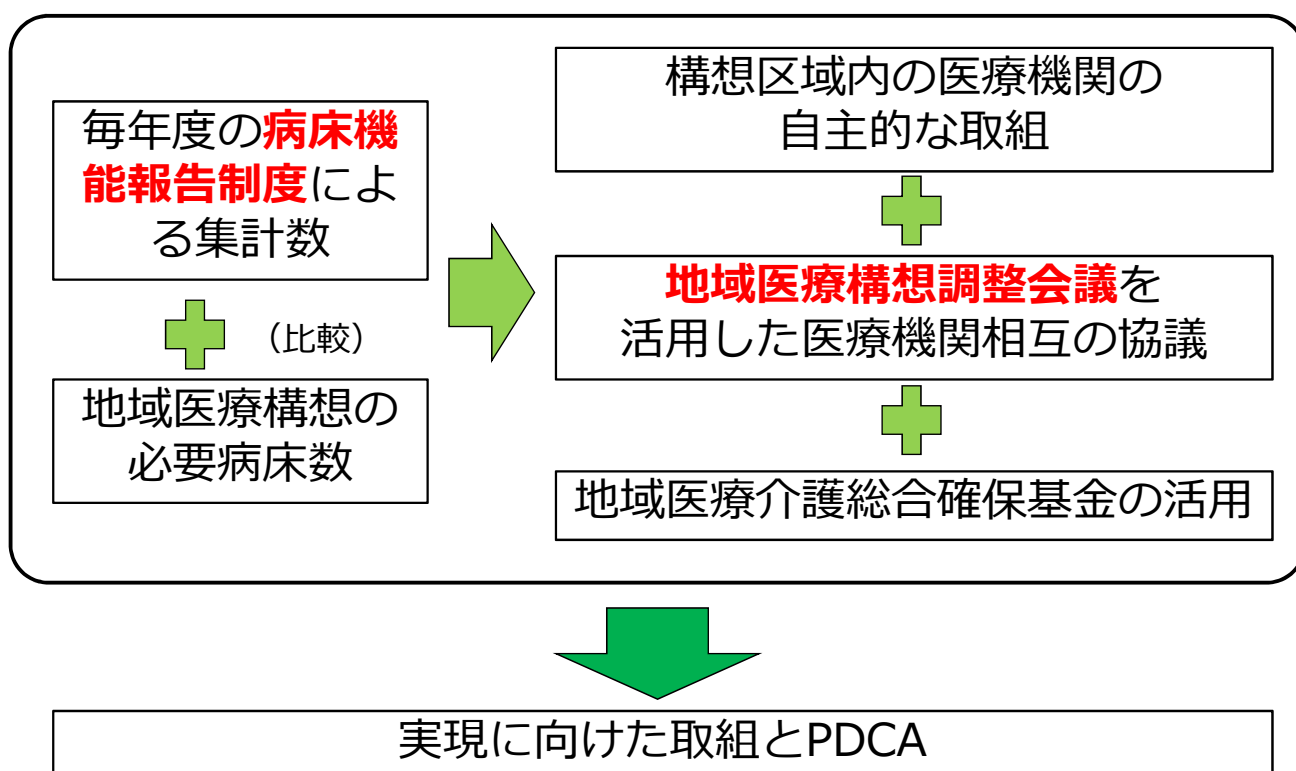 毎年度の病床機
能報告制度によ
る集計数
（比較）
地域医療構想の
必要病床数
構想区域内の医療機関の
自主的な取組
地域医療構想調整会議を
活用した医療機関相互の協議
地域医療介護総合確保基金の活用
実現に向けた取組とPDCA